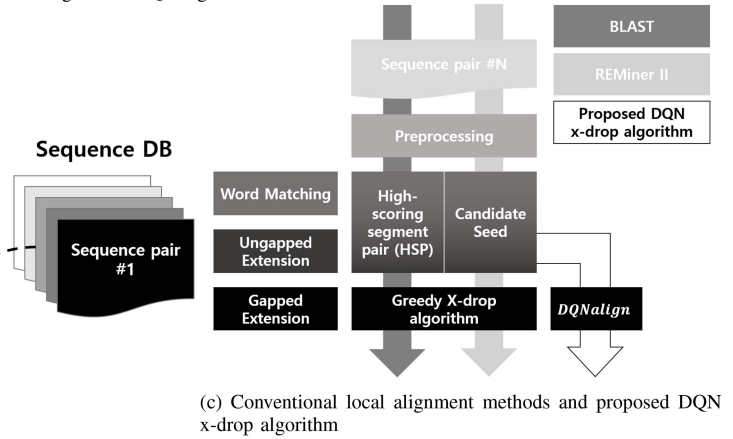 BLAST
Sequence pair #N
REMiner II
Proposed DQN
x-drop algorithm
Preprocessing
Sequence DB
Word Matching
High-
scoring
segment
pair (HSP)
Candidate
Seed
Sequence pair
#1
Ungapped
Extension
Gapped
Extension
Greedy X-drop
algorithm
DQNalign
(c) Conventional local alignment methods and proposed DQN
x-drop algorithm